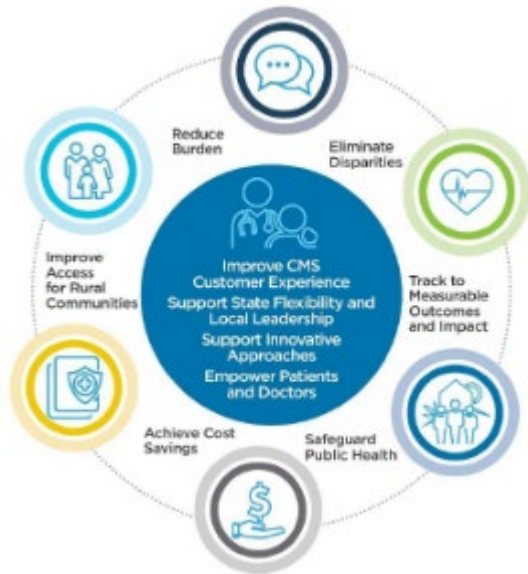 Reduce
Burden
Eliminate
Disparities
Improve
Access
for Rural
Communities
Improve CMS
Customer Experience
Support State Flexibility and
Local Leadership
Support Innovative
Approaches
Empower Patients
and Doctors
Track to
Measurable
Outcomes
and Impact
Achieve Cost
Savings
Safeguard
Public Health